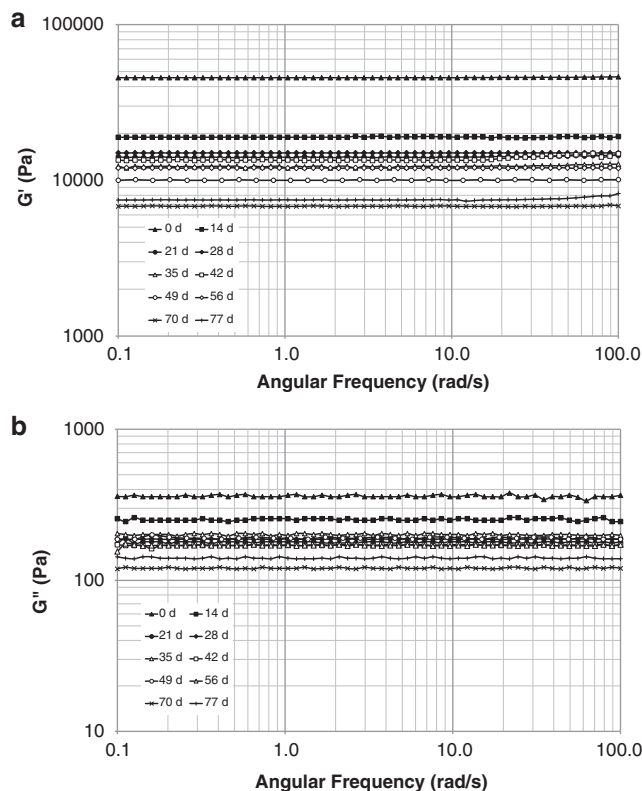 a
100000
10000
1000
G' (Pa)
0 d 14 d
21 d 28 d
35 d 42 d
49 d 56 d
70 d 77 d
0.1 1.0 10.0 100.0
Angular Frequency (rad/s)
b
1000
100
10
G" (Pa)
0 d 14 d
21 d 28 d
35 d 42 d
49 d 56 d
70 d 77 d
0.1 1.0 10.0 100.0
Angular Frequency (rad/s)